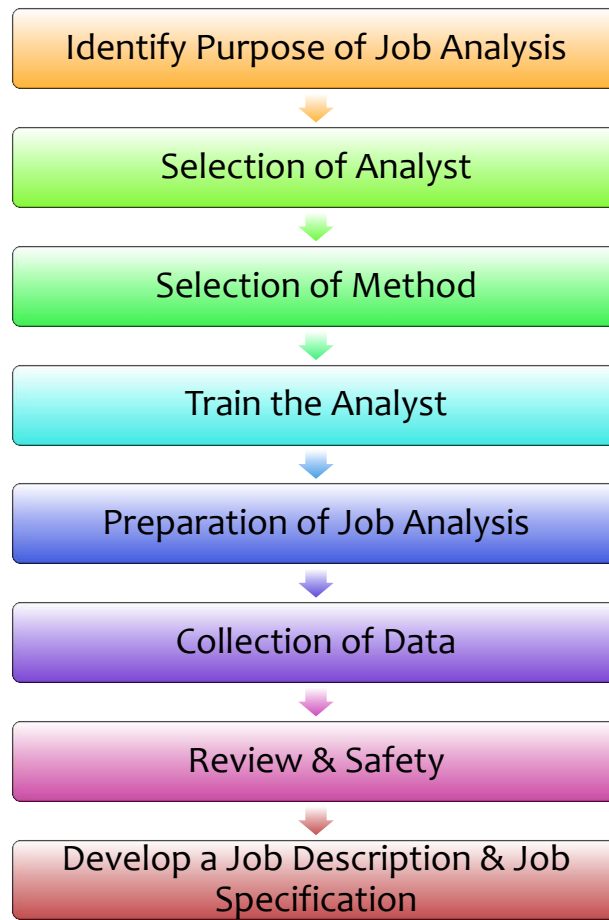 Identify Purpose of Job Analysis
Selection of Analyst
Selection of Method
Train the Analyst
Preparation of Job Analysis
Collection of Data
Review & Safety
Develop a Job Description & Job
Specification